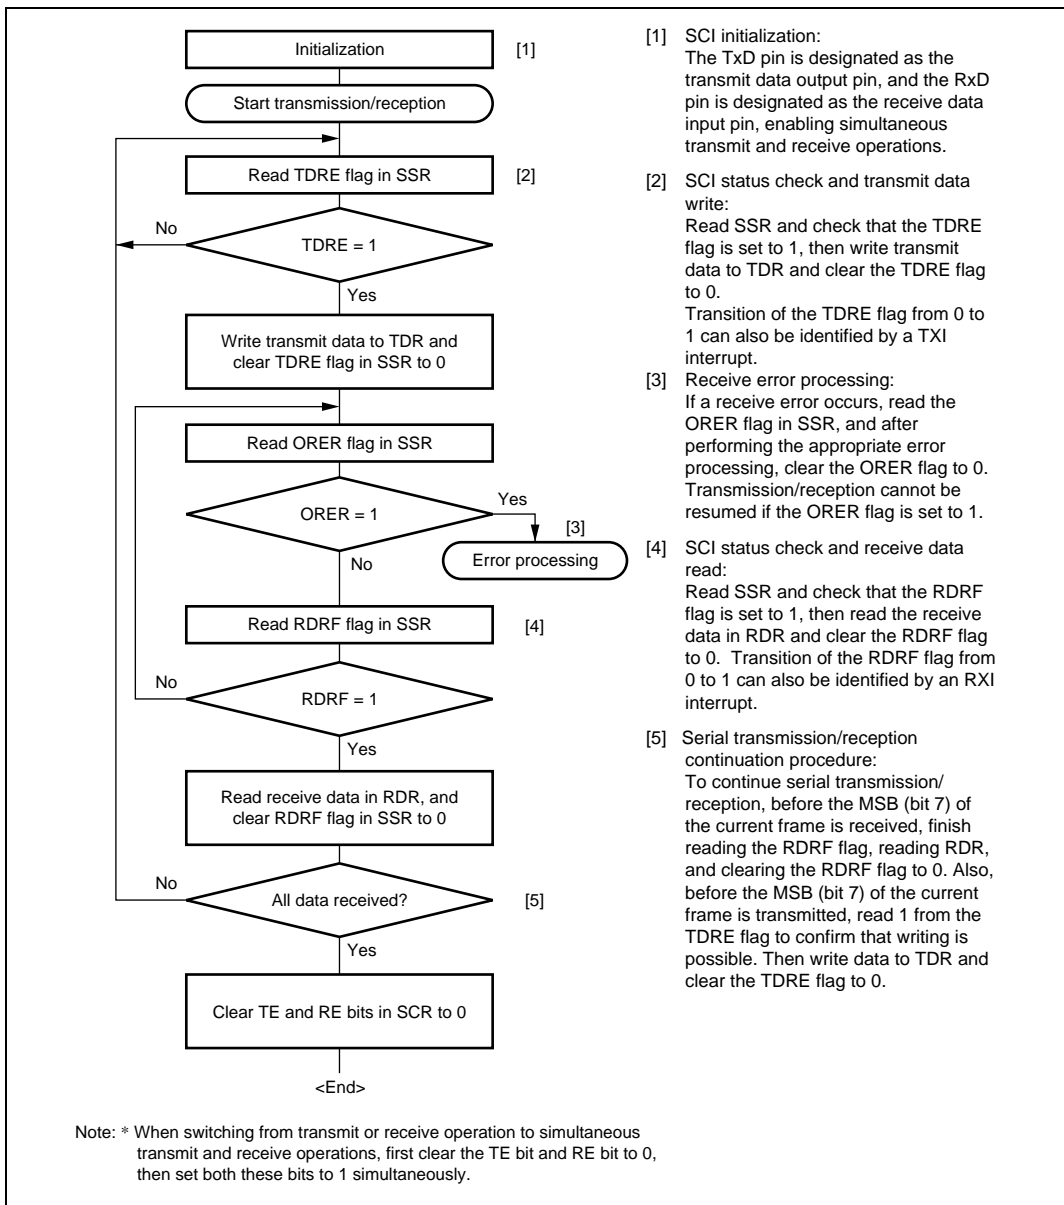 Initialization
[1]
Start transmission/reception
Read TDRE flag in SSR
[2]
No
TDRE = 1
Yes
Write transmit data to TDR and
clear TDRE flag in SSR to 0
Read ORER flag in SSR
ORER = 1
Yes
[3]
Error processing
No
Read RDRF flag in SSR
[4]
No
RDRF = 1
Yes
Read receive data in RDR, and
clear RDRF flag in SSR to 0
No
All data received?
[5]
Yes
Clear TE and RE bits in SCR to 0
<End>
[1] SCI initialization:
The TxD pin is designated as the
transmit data output pin, and the RxD
pin is designated as the receive data
input pin, enabling simultaneous
transmit and receive operations.
[2] SCI status check and transmit data
write:
Read SSR and check that the TDRE
flag is set to 1, then write transmit
data to TDR and clear the TDRE flag
to 0.
Transition of the TDRE flag from 0 to
1 can also be identified by a TXI
interrupt.
[3] Receive error processing:
If a receive error occurs, read the
ORER flag in SSR, and after
performing the appropriate error
processing, clear the ORER flag to 0.
Transmission/reception cannot be
resumed if the ORER flag is set to 1.
[4] SCI status check and receive data
read:
Read SSR and check that the RDRF
flag is set to 1, then read the receive
data in RDR and clear the RDRF flag
to 0. Transition of the RDRF flag from
0 to 1 can also be identified by an RXI
interrupt.
[5] Serial transmission/reception
continuation procedure:
To continue serial transmission/
reception, before the MSB (bit 7) of
the current frame is received, finish
reading the RDRF flag, reading RDR,
and clearing the RDRF flag to 0. Also,
before the MSB (bit 7) of the current
frame is transmitted, read 1 from the
TDRE flag to confirm that writing is
possible. Then write data to TDR and
clear the TDRE flag to 0.
Note: * When switching from transmit or receive operation to simultaneous
transmit and receive operations, first clear the TE bit and RE bit to 0,
then set both these bits to 1 simultaneously.